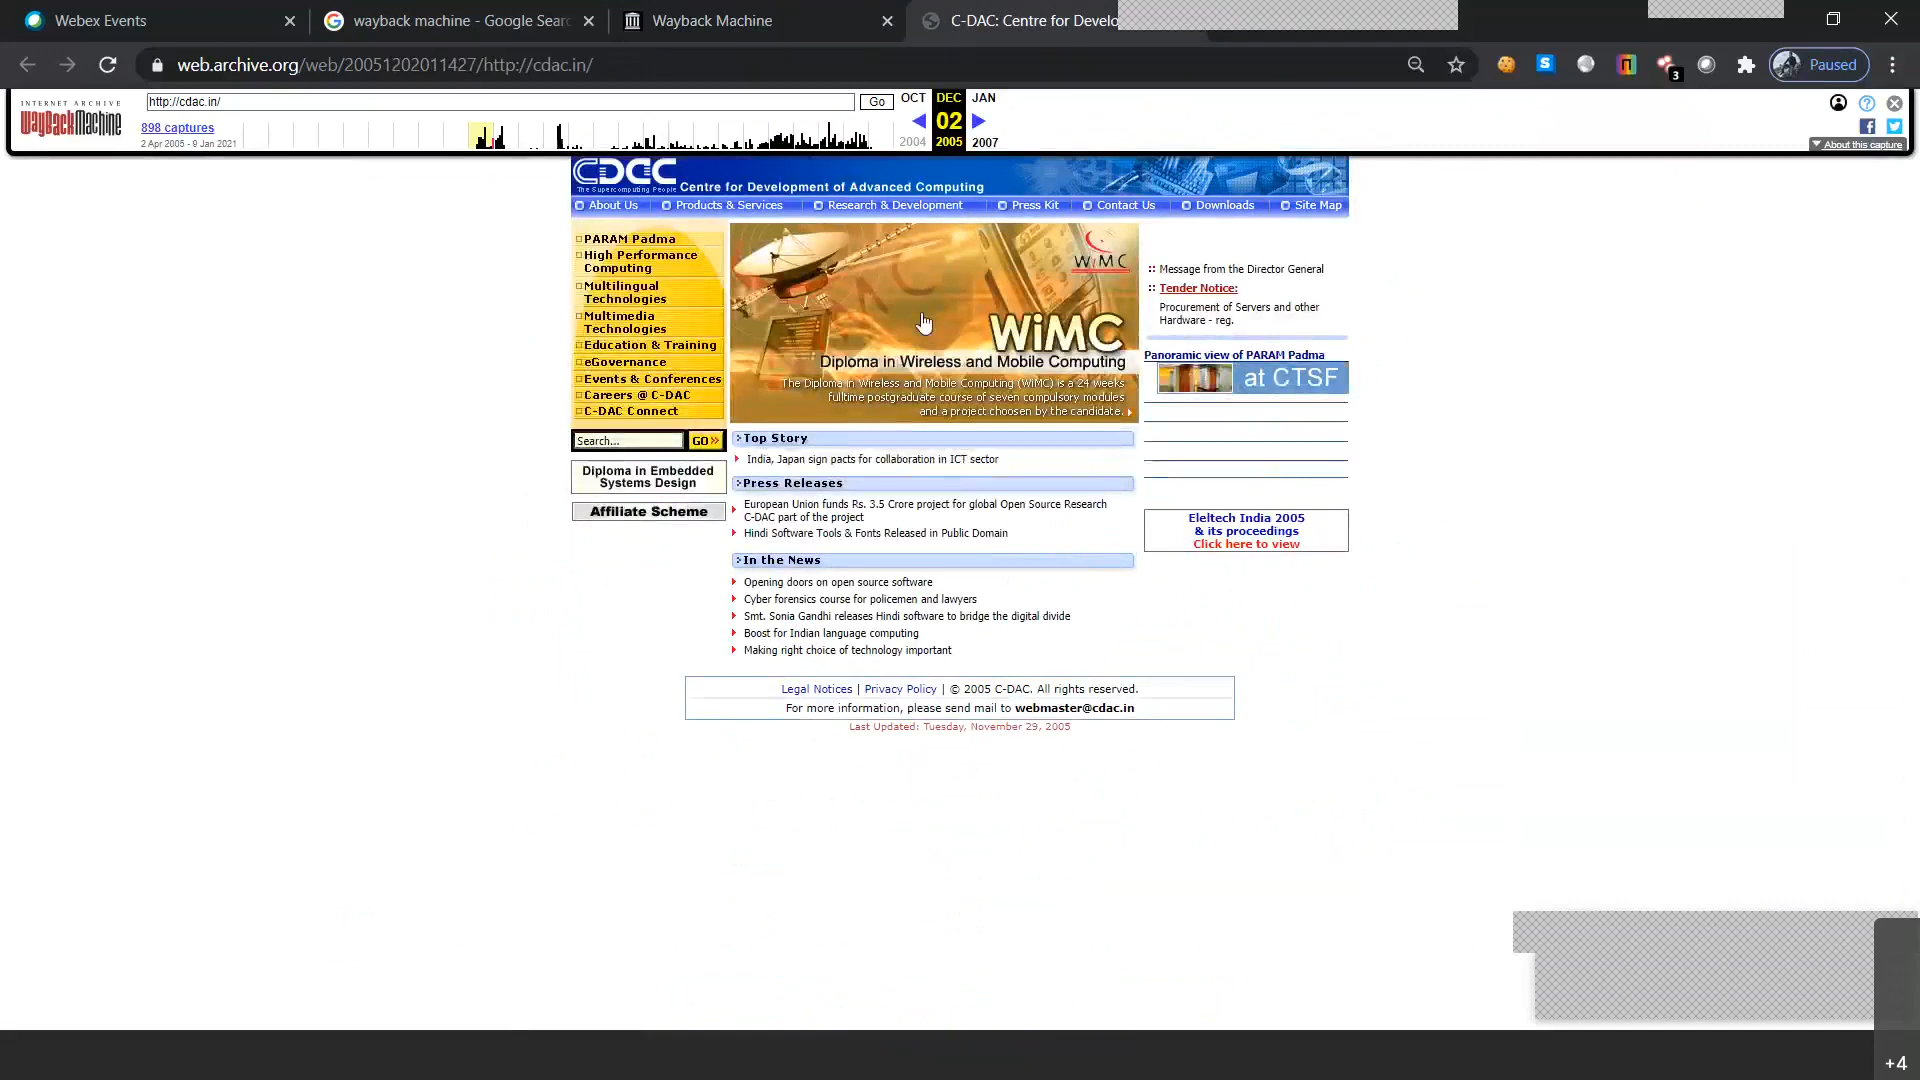 Webex Events
wayback machine - Google Searc
Wayback Machine
C-DAC: Centre for Develo
web.archive.org/web/20051202011427/http://cdac.in/
3
Paused
INTERNET ARCHIVE
WayBackMachine
http://cdac.in/
Go
OCT DEC JAN
02
2004 2005 2007
898 captures
2 Apr 2005 - 9 Jan 2021
About this capture
CDAC
The Supercomputing People
Centre for Development of Advanced Computing
About Us
Products & Services
Research & Development
Press Kit
Contact Us
Downloads
Site Map
PARAM Padma
High Performance
Computing
Multilingual
Technologies
Multimedia
Technologies
Education & Training
eGovernance
Events & Conferences
Careers @ C-DAC
C-DAC Connect
Search...
GO
Diploma in Embedded
Systems Design
Affiliate Scheme
WiMC
WiMC
Diploma in Wireless and Mobile Computing
The Diploma in Wireless and Mobile Computing (WiMC) is a 24 weeks
fulltime postgraduate course of seven compulsory modules
and a project choosen by the candidate.
Top Story
India, Japan sign pacts for collaboration in ICT sector
Press Releases
European Union funds Rs. 3.5 Crore project for global Open Source Research
C-DAC part of the project
Hindi Software Tools & Fonts Released in Public Domain
In the News
Opening doors on open source software
Cyber forensics course for policemen and lawyers
Smt. Sonia Gandhi releases Hindi software to bridge the digital divide
Boost for Indian language computing
Making right choice of technology important
Message from the Director General
Tender Notice:
Procurement of Servers and other
Hardware - reg.
Panoramic view of PARAM Padma
at CTSF
Eleltech India 2005
& its proceedings
Click here to view
Legal Notices | Privacy Policy | © 2005 C-DAC. All rights reserved.
For more information, please send mail to webmaster@cdac.in
Last Updated: Tuesday, November 29, 2005
+4